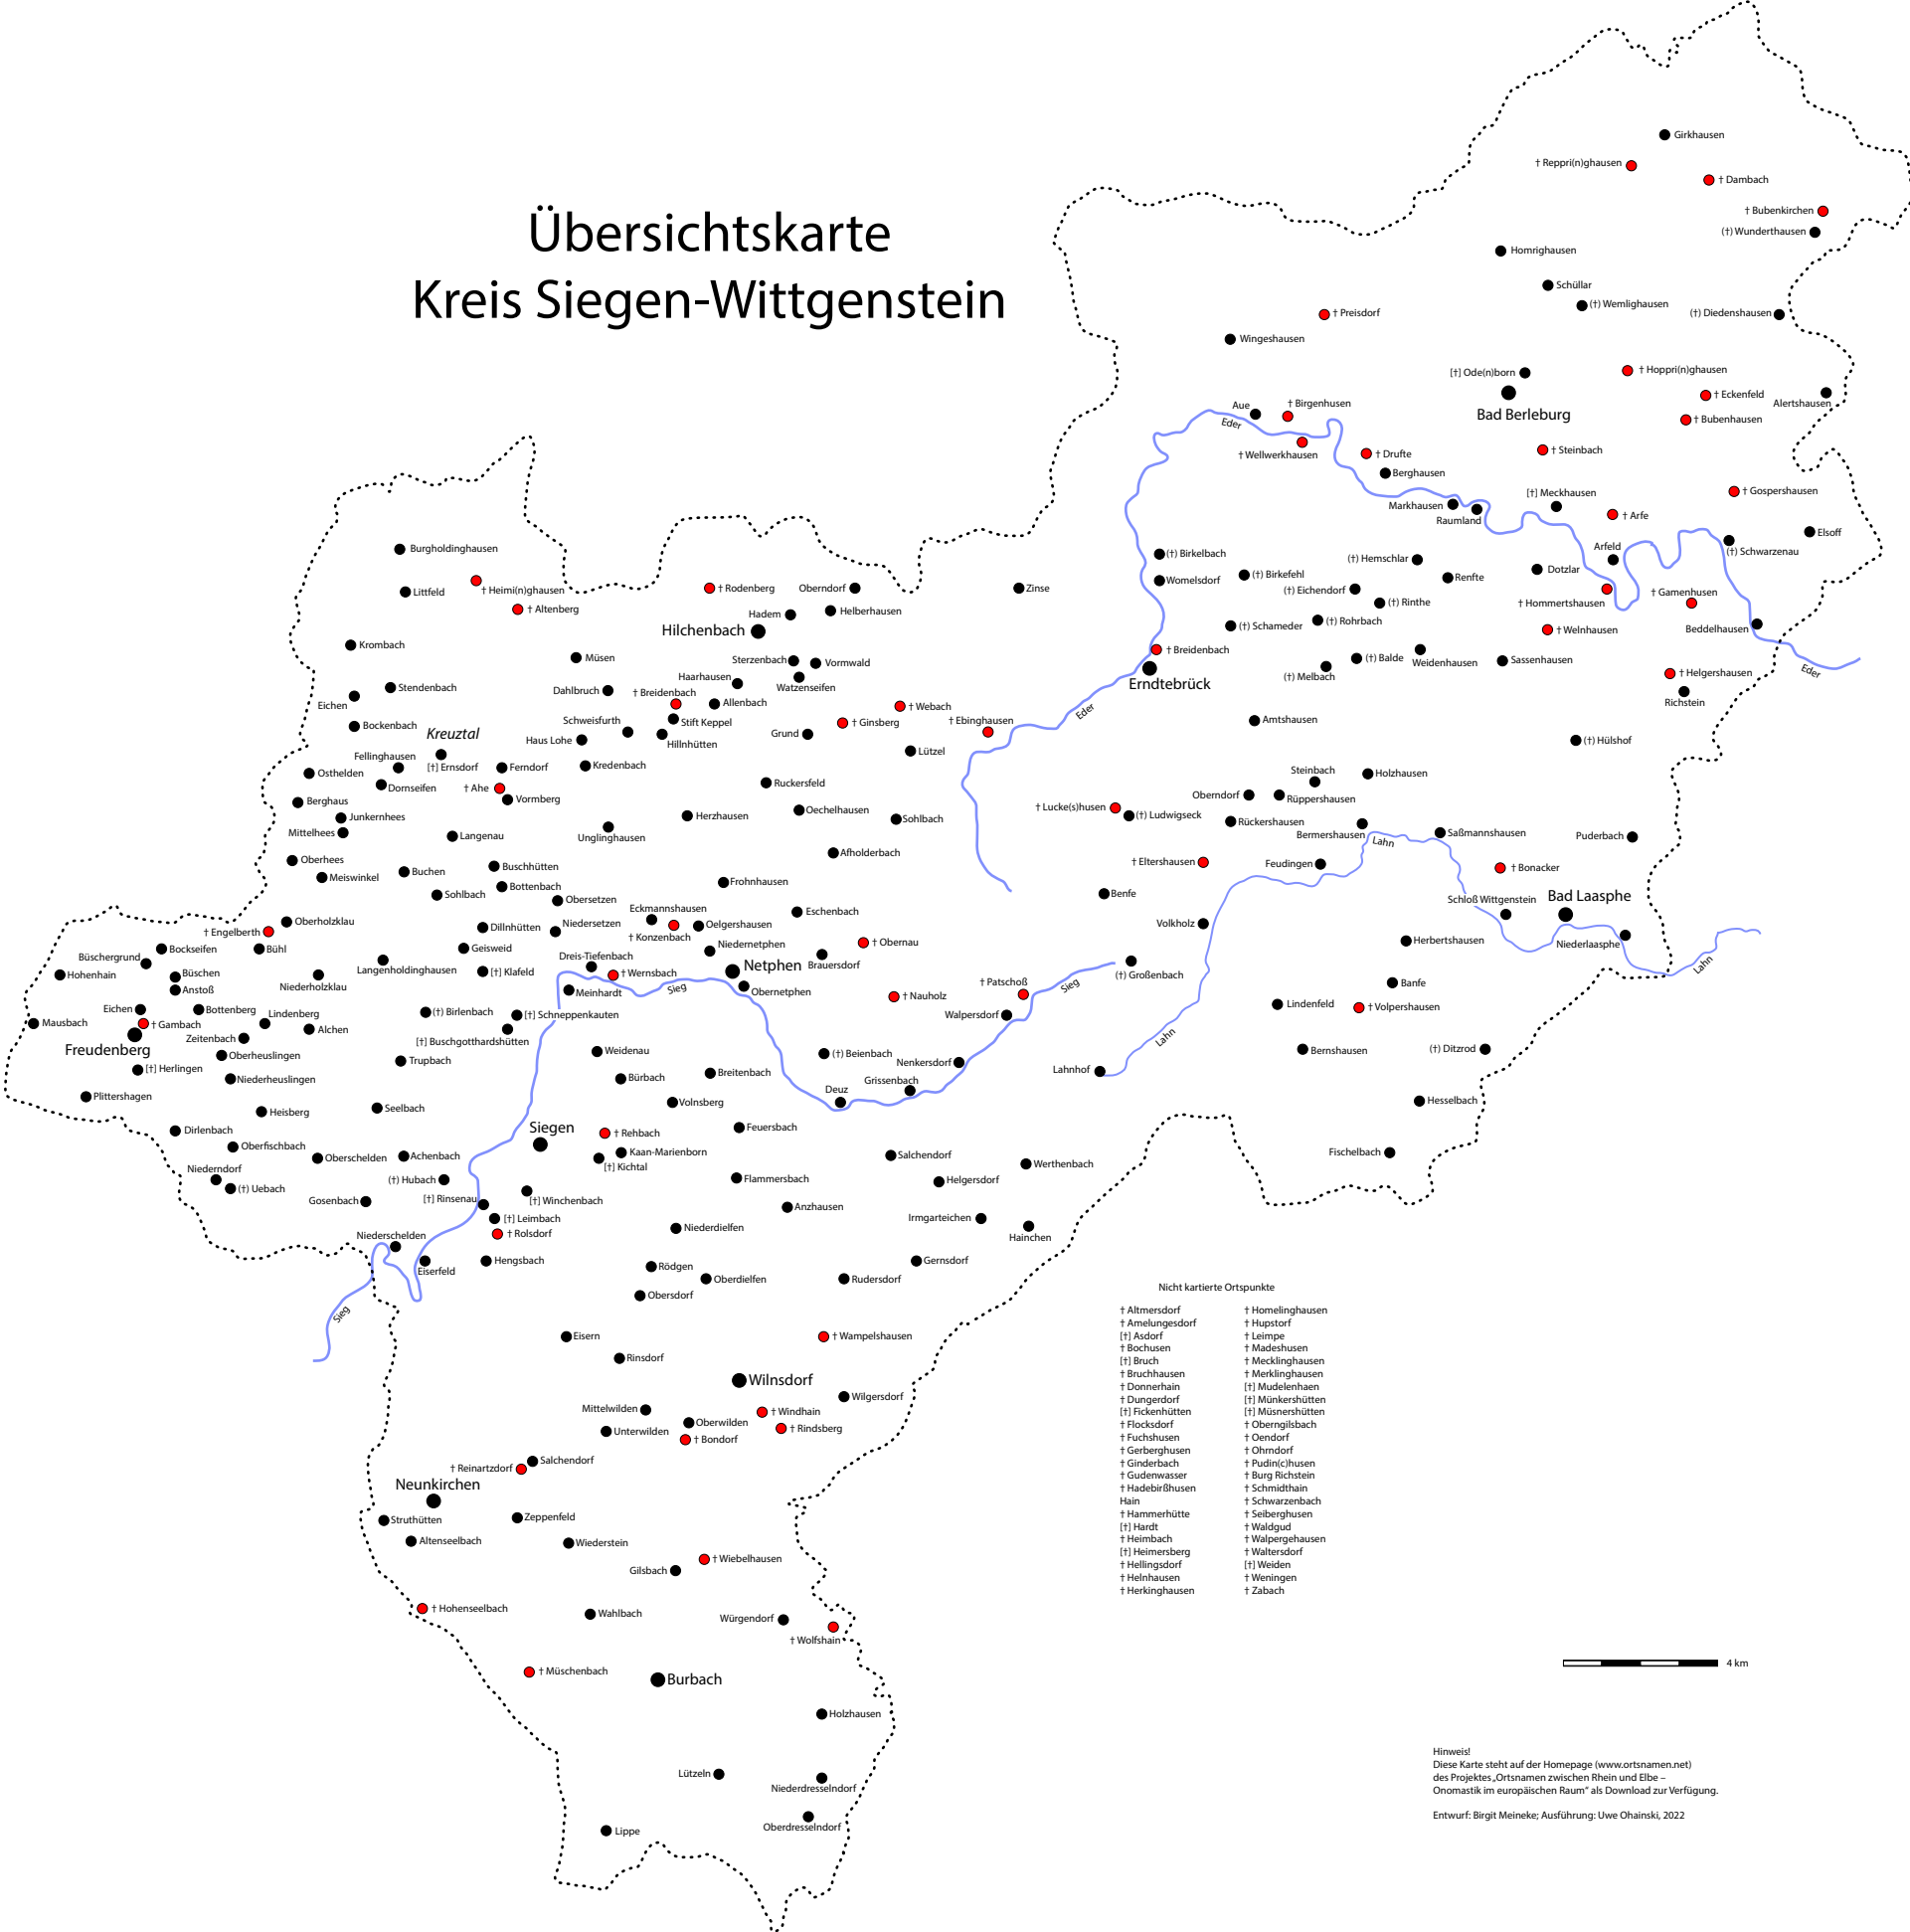 Übersichtskarte
Kreis Siegen-Wittgenstein
Girkhausen
† Reppri(n)ghausen
† Dambach
† Bubenkirchen
(†) Wunderthausen
Homrighausen
Schüllar
(†) Wemlighausen
(†) Diedenshausen
† Preisdorf
Wingeshausen
[†] Ode(n)born
† Hoppri(n)ghausen
Bad Berleburg
† Eckenfeld
Alertshausen
† Bubenhausen
Aue
† Birgenhusen
Eder
† Wellwerkhausen
† Drufte
† Steinbach
Berghausen
[†] Meckhausen
† Gospershausen
Markhausen
Raumland
† Arfe
Elsoff
(†) Schwarzenau
Arfeld
Burgholdinghausen
(†) Birkelbach
(†) Hemschlar
Dotzlar
Littfeld
† Heimi(n)ghausen
† Altenberg
† Rodenberg
Oberndorf
Zinse
Womelsdorf
(†) Birkefehl
Renfte
(†) Eichendorf
(†) Rinthe
† Hommertshausen
† Gamenhusen
Hadem
Helberhausen
Hilchenbach
(†) Schameder
(†) Rohrbach
† Welnhausen
Beddelhausen
Krombach
Müsen
Sterzenbach
Vormwald
† Breidenbach
(†) Balde
Weidenhausen
Sassenhausen
Eder
Erndtebrück
(†) Melbach
† Helgershausen
Richstein
Stendenbach
Dahlbruch
Haarhausen
Watzenseifen
† Breidenbach
Allenbach
† Webach
Eder
Eichen
Bockenbach
Schweisfurth
Stift Keppel
† Ginsberg
† Ebinghausen
Amtshausen
Kreuztal
Haus Lohe
Hillnhütten
Grund
Lützel
(†) Hülshof
Fellinghausen
[†] Ernsdorf
Ferndorf
Kredenbach
Osthelden
Dornseifen
† Ahe
Ruckersfeld
Steinbach
Holzhausen
Berghaus
Vormberg
Oberndorf
Rüppershausen
Junkernhees
Herzhausen
Oechelhausen
Sohlbach
† Lucke(s)husen
(†) Ludwigseck
Rückershausen
Bermershausen
Saßmannshausen
Puderbach
Mittelhees
Langenau
Unglinghausen
Lahn
Oberhees
Afholderbach
† Eltershausen
Feudingen
† Bonacker
Meiswinkel
Buchen
Buschhütten
Sohlbach
Bottenbach
Frohnhausen
Benfe
Bad Laasphe
Schloß Wittgenstein
Obersetzen
Eckmannshausen
Eschenbach
Oberholzklau
† Engelberth
Dillnhütten
Niedersetzen
† Konzenbach
Oelgershausen
Volkholz
† Obernau
Herbertshausen
Niederlaasphe
Büschergrund
Bockseifen
Bühl
Geisweid
Dreis-Tiefenbach
Niedernetphen
Netphen
Brauersdorf
Hohenhain
Büschen
Langenholdinghausen
[†] Klafeld
† Wernsbach
(†) Großenbach
Lahn
Anstoß
Niederholzklau
Meinhardt
Sieg
Obernetphen
† Nauholz
† Patschoß
Sieg
Banfe
Eichen
Bottenberg
Lindenberg
(†) Birlenbach
[†] Schneppenkauten
Walpersdorf
Lindenfeld
† Volpershausen
Mausbach
† Gambach
Alchen
Zeitenbach
[†] Buschgotthardshütten
Lahn
Freudenberg
Oberheuslingen
Trupbach
Weidenau
(†) Beienbach
Nenkersdorf
Bernshausen
(†) Ditzrod
[†] Herlingen
Niederheuslingen
Bürbach
Breitenbach
Lahnhof
Plittershagen
Grissenbach
Deuz
Heisberg
Seelbach
Volnsberg
Hesselbach
Siegen
Dirlenbach
† Rehbach
Feuersbach
Oberfischbach
Kaan-Marienborn
[†] Kichtal
Oberschelden
Achenbach
Salchendorf
Werthenbach
Fischelbach
Niederndorf
(†) Uebach
(†) Hubach
Flammersbach
Helgersdorf
Gosenbach
[†] Rinsenau
[†] Winchenbach
Anzhausen
[†] Leimbach
Irmgarteichen
† Rolsdorf
Niederdielfen
Hainchen
Niederschelden
Eiserfeld
Hengsbach
Rödgen
Oberdielfen
Gernsdorf
Rudersdorf
Obersdorf
Sieg
Eisern
† Wampelshausen
Rinsdorf
Wilnsdorf
Wilgersdorf
Mittelwilden
† Windhain
Oberwilden
† Rindsberg
Unterwilden
† Bondorf
Salchendorf
† Reinartzdorf
Neunkirchen
Struthütten
Zeppenfeld
Altenseelbach
Wiederstein
† Wiebelhausen
Gilsbach
† Hohenseelbach
Wahlbach
Würgendorf
† Wolfshain
† Müschenbach
Burbach
Holzhausen
Lützeln
Niederdresselndorf
Oberdresselndorf
Lippe
Nicht kartierte Ortspunkte
† Altmersdorf
† Amelungesdorf
[†] Asdorf
† Bochusen
[†] Bruch
† Bruchhausen
† Donnerhain
† Dungerdorf
[†] Fickenhütten
† Flocksdorf
† Fuchshusen
† Gerberghusen
† Ginderbach
† Gudenwasser
† Hadebirßhusen
Hain
† Hammerhütte
[†] Hardt
† Heimbach
[†] Heimersberg
† Hellingsdorf
† Helnhausen
† Herkinghausen
† Homelinghausen
† Hupstorf
† Leimpe
† Madeshusen
† Mecklinghausen
† Merklinghausen
[†] Mudelenhaen
[†] Münkershütten
[†] Müsnershütten
† Oberngilsbach
† Oendorf
† Ohrndorf
† Pudin(c)husen
† Burg Richstein
† Schmidthain
† Schwarzenbach
† Seiberghusen
† Waldgud
† Walpergehausen
† Waltersdorf
[†] Weiden
† Weningen
† Zabach
4 km
Hinweis!
Diese Karte steht auf der Homepage (www.ortsnamen.net)
des Projektes „Ortsnamen zwischen Rhein und Elbe –
Onomastik im europäischen Raum“ als Download zur Verfügung.
Entwurf: Birgit Meineke; Ausführung: Uwe Ohainski, 2022